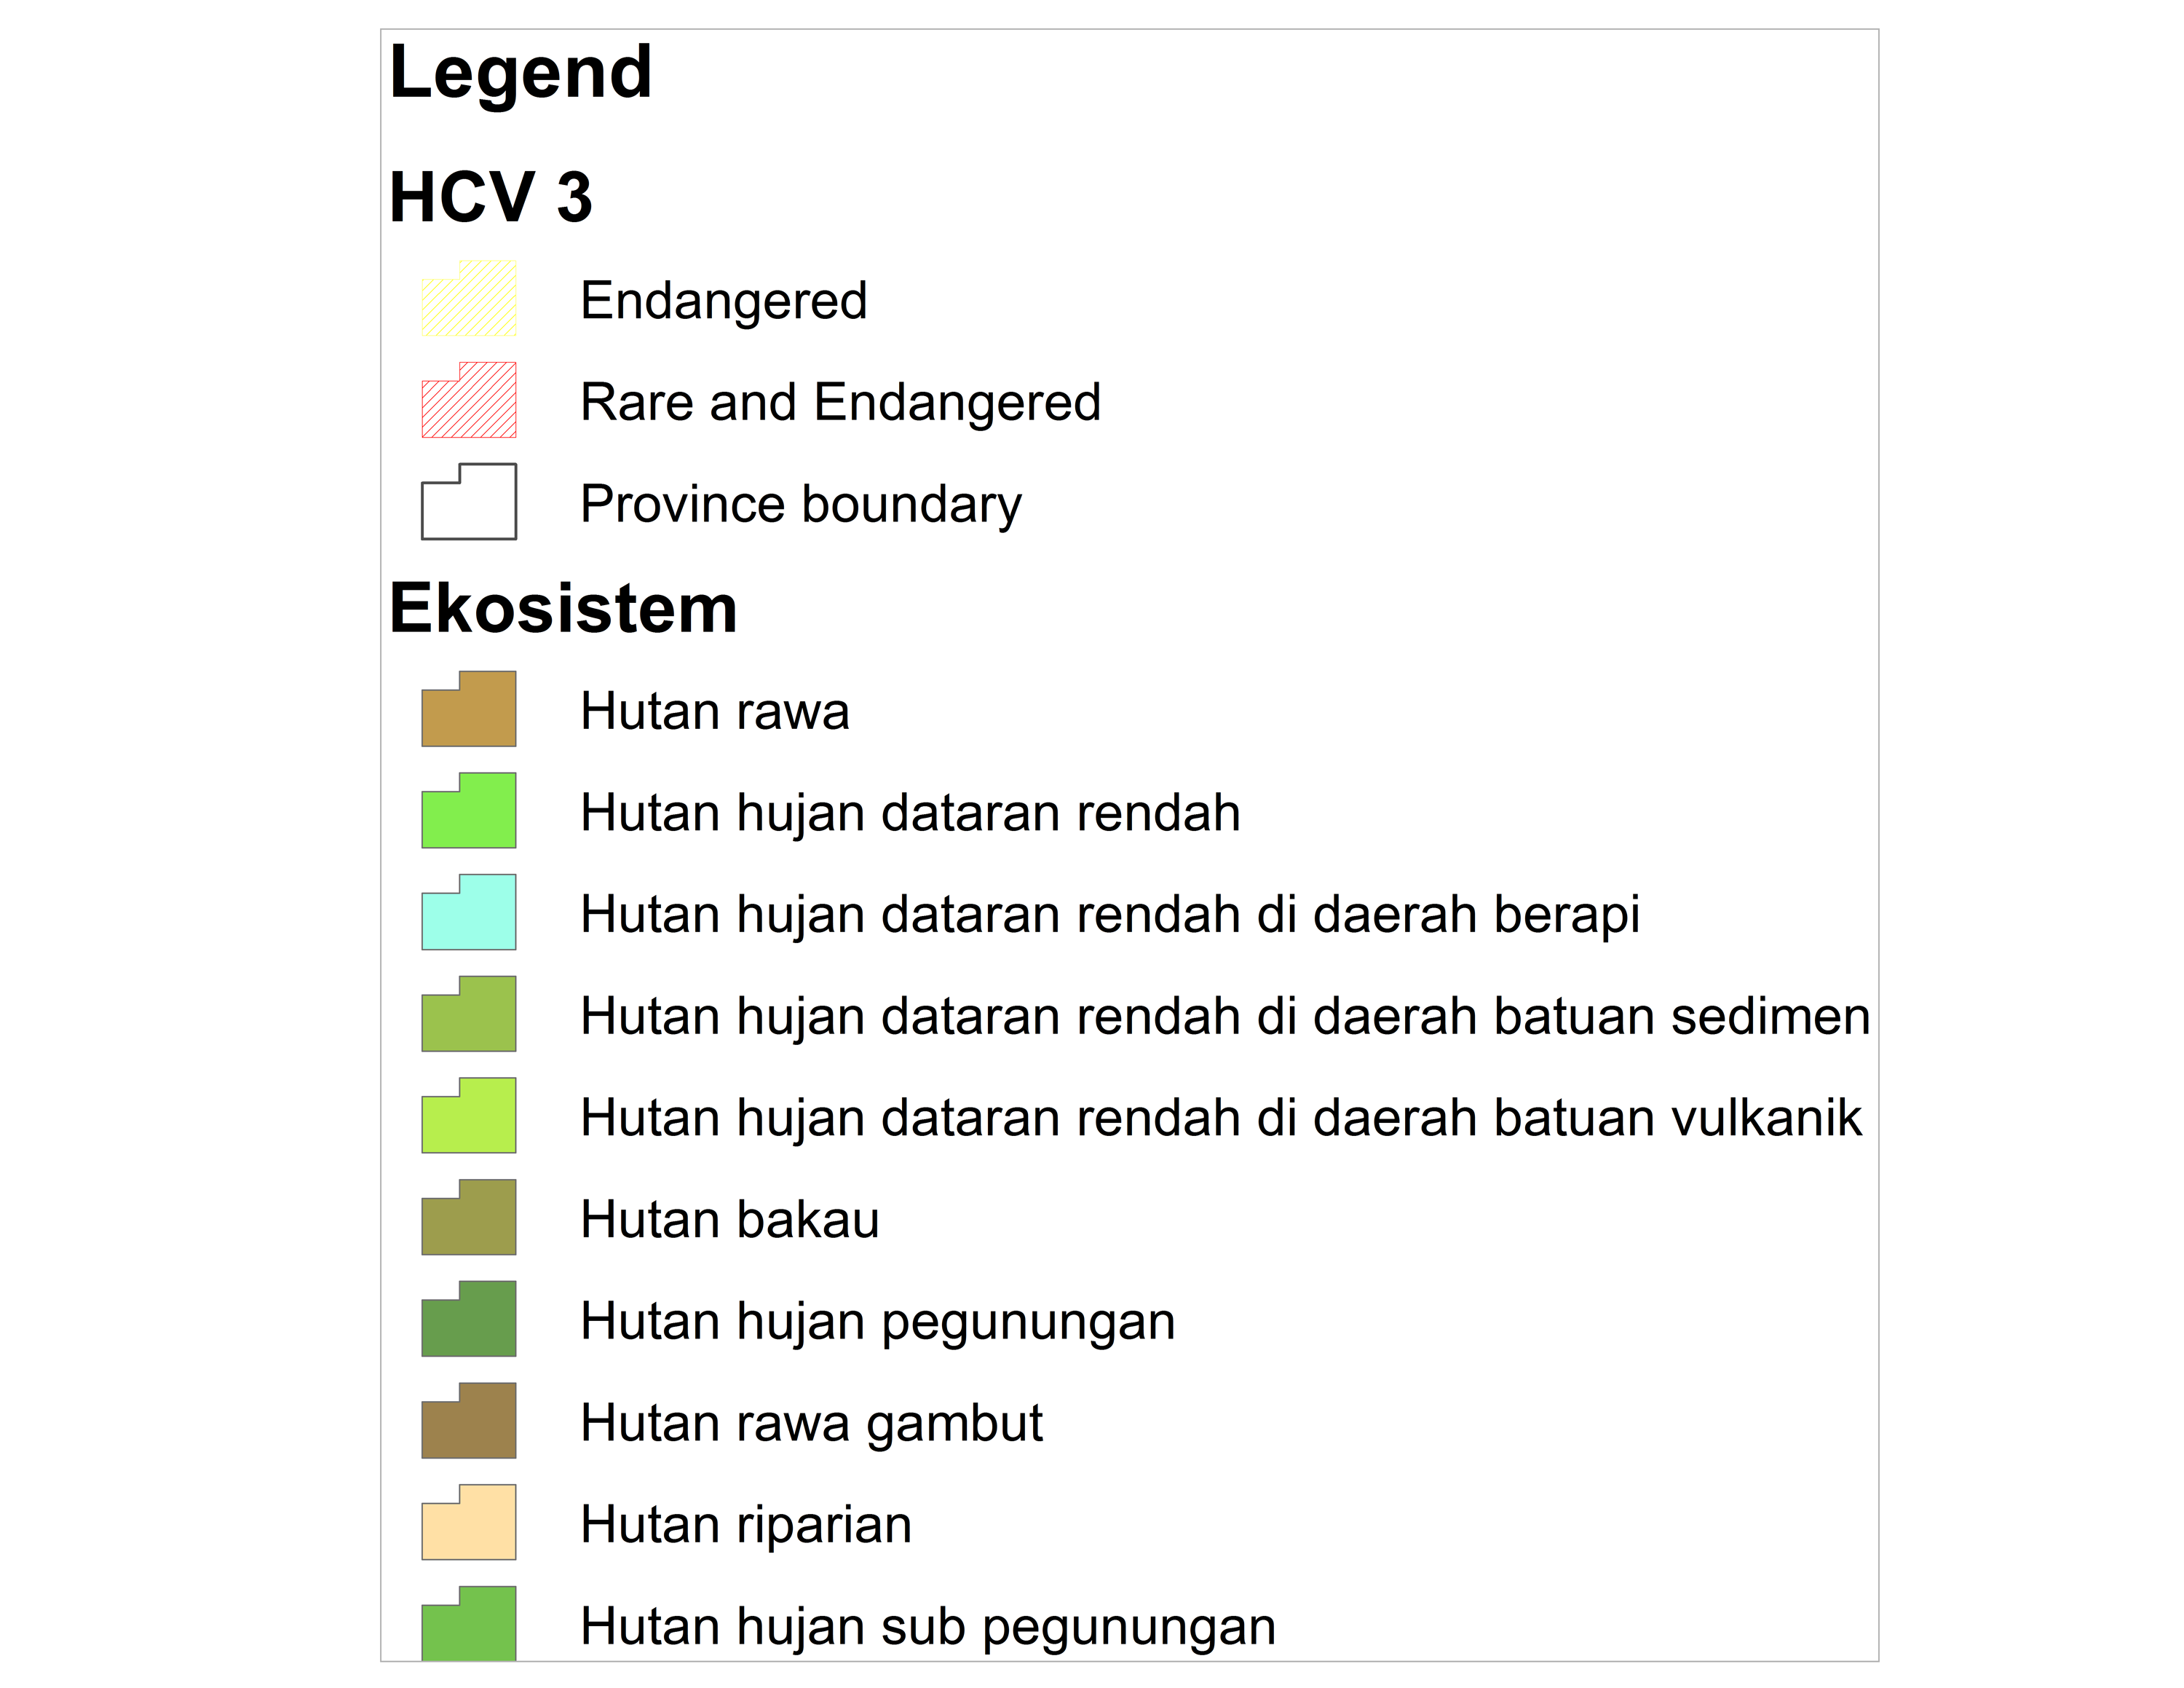 Legend
HCV 3
Endangered
Rare and Endangered
Province boundary
Ekosistem
Hutan rawa
Hutan hujan dataran rendah
Hutan hujan dataran rendah di daerah berapi
Hutan hujan dataran rendah di daerah batuan sedimen
Hutan hujan dataran rendah di daerah batuan vulkanik
Hutan bakau
Hutan hujan pegunungan
Hutan rawa gambut
Hutan riparian
Hutan hujan sub pegunungan